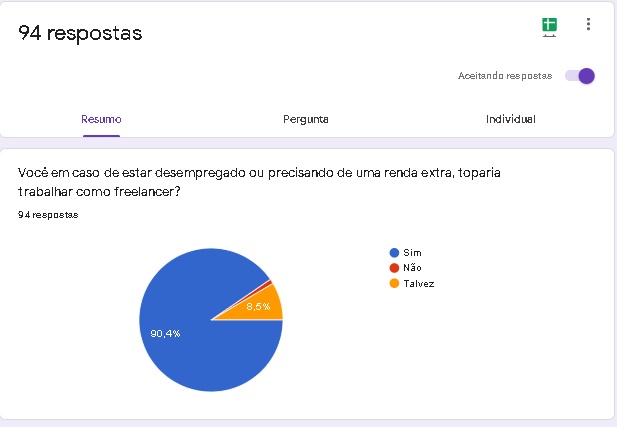 94 respostas
Aceitando respostas
Resumo
Pergunta
Individual
Você em caso de estar desempregado ou precisando de uma renda extra, toparia
trabalhar como freelancer?
94 respostas
Sim
Não
Talvez
8,5%
90,4%